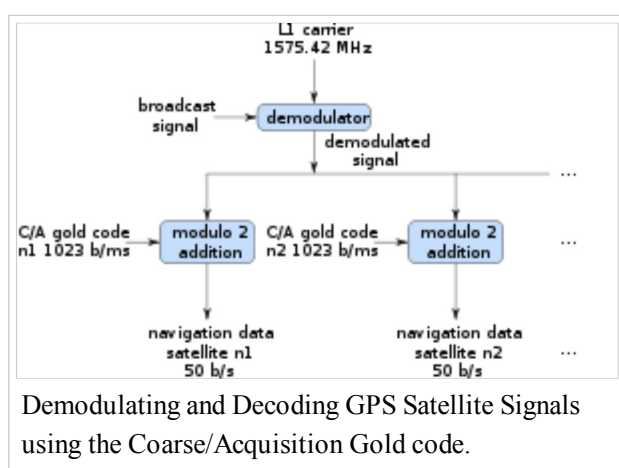 L1 carrier
1575.42 MHz
broadcast
signal
demodulator
demodulated
signal
...
C/A gold code
n1 1023 b/ms
modulo 2
addition
C/A gold code
n2 1023 b/ms
modulo 2
addition
...
navigation data
satellite n1
50 b/s
navigation data
satellite n2
50 b/s
...
Demodulating and Decoding GPS Satellite Signals
using the Coarse/Acquisition Gold code.